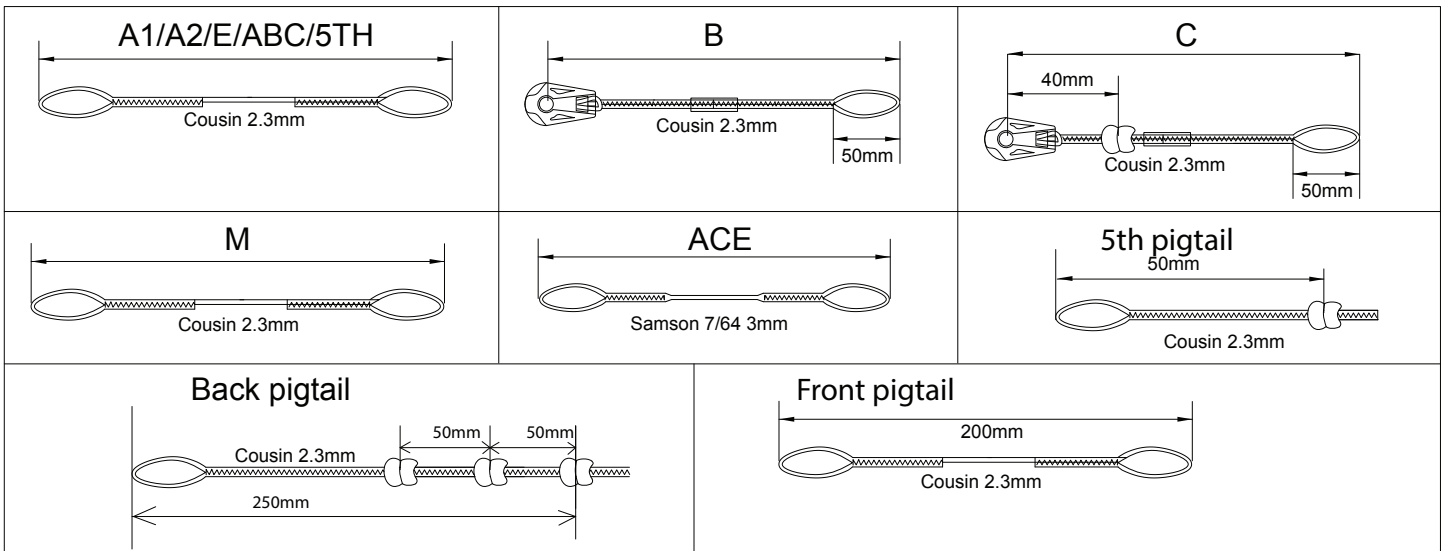 A1/A2/E/ABC/5TH
Cousin 2.3mm
B
Cousin 2.3mm
50mm
C
40mm
Cousin 2.3mm
50mm
M
Cousin 2.3mm
ACE
Samson 7/64 3mm
5th pigtail
50mm
Cousin 2.3mm
Back pigtail
50mm 50mm
Cousin 2.3mm
250mm
Front pigtail
200mm
Cousin 2.3mm